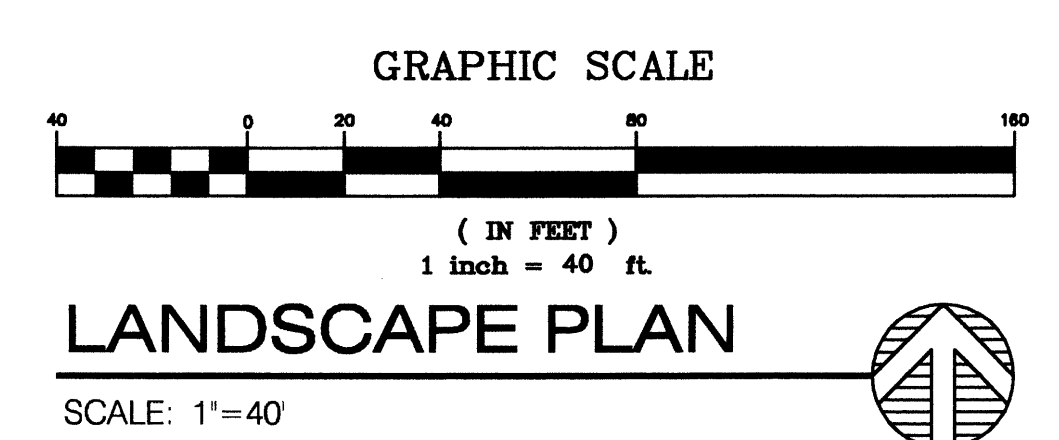 GRAPHIC SCALE
40 0 20 40 80 160
( IN FEET )
1 inch = 40 ft.
LANDSCAPE PLAN
SCALE: 1"=40'